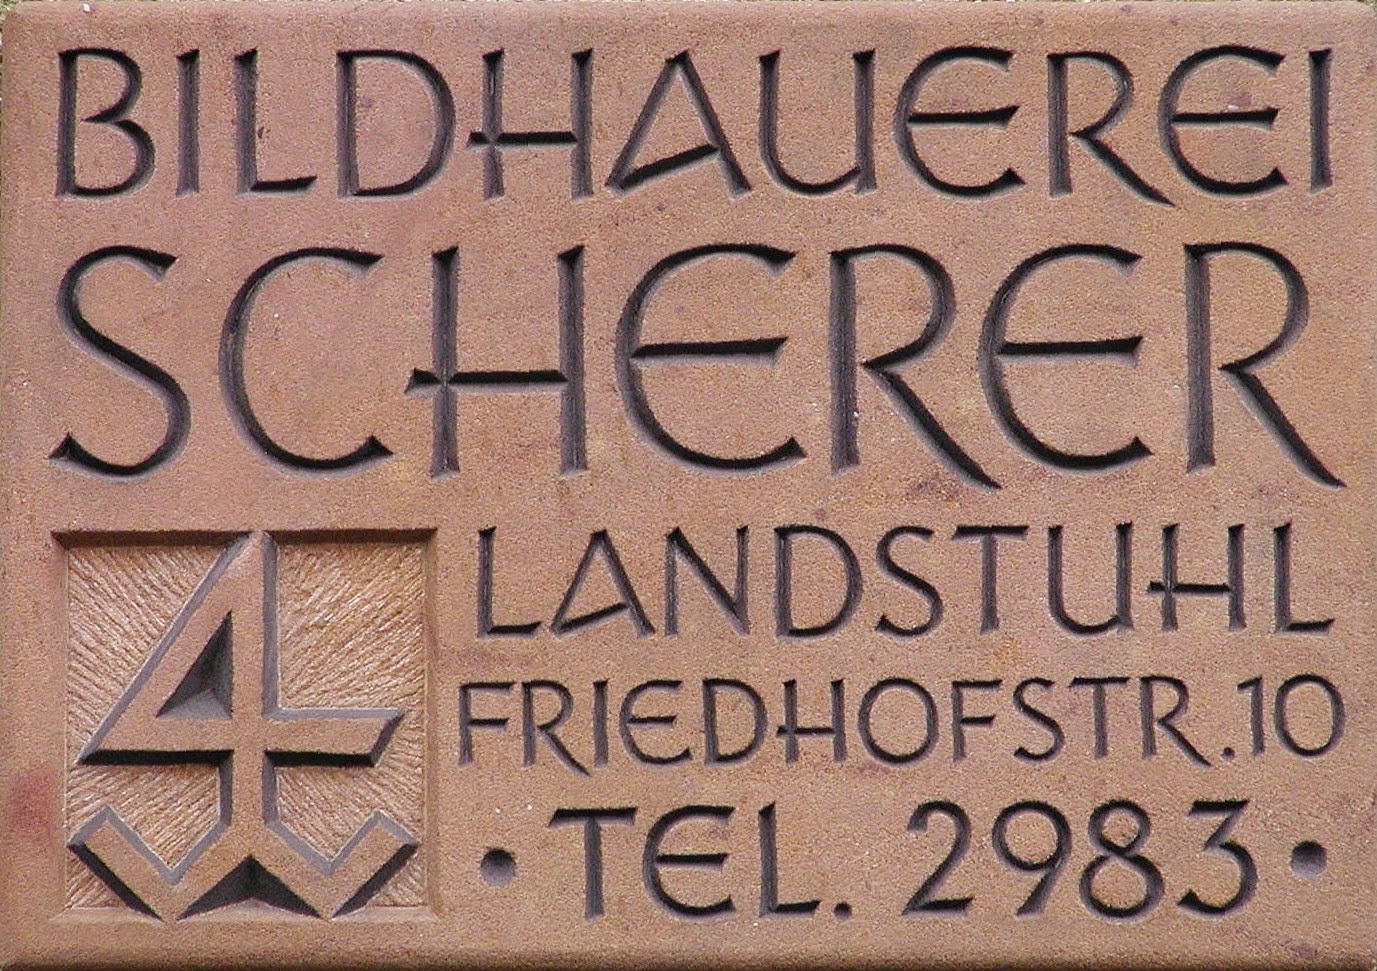 BILDHAUEREI
SCHERER
LANDSTUHL
FRIEDHOFSTR.10
• TEL. 2983 •